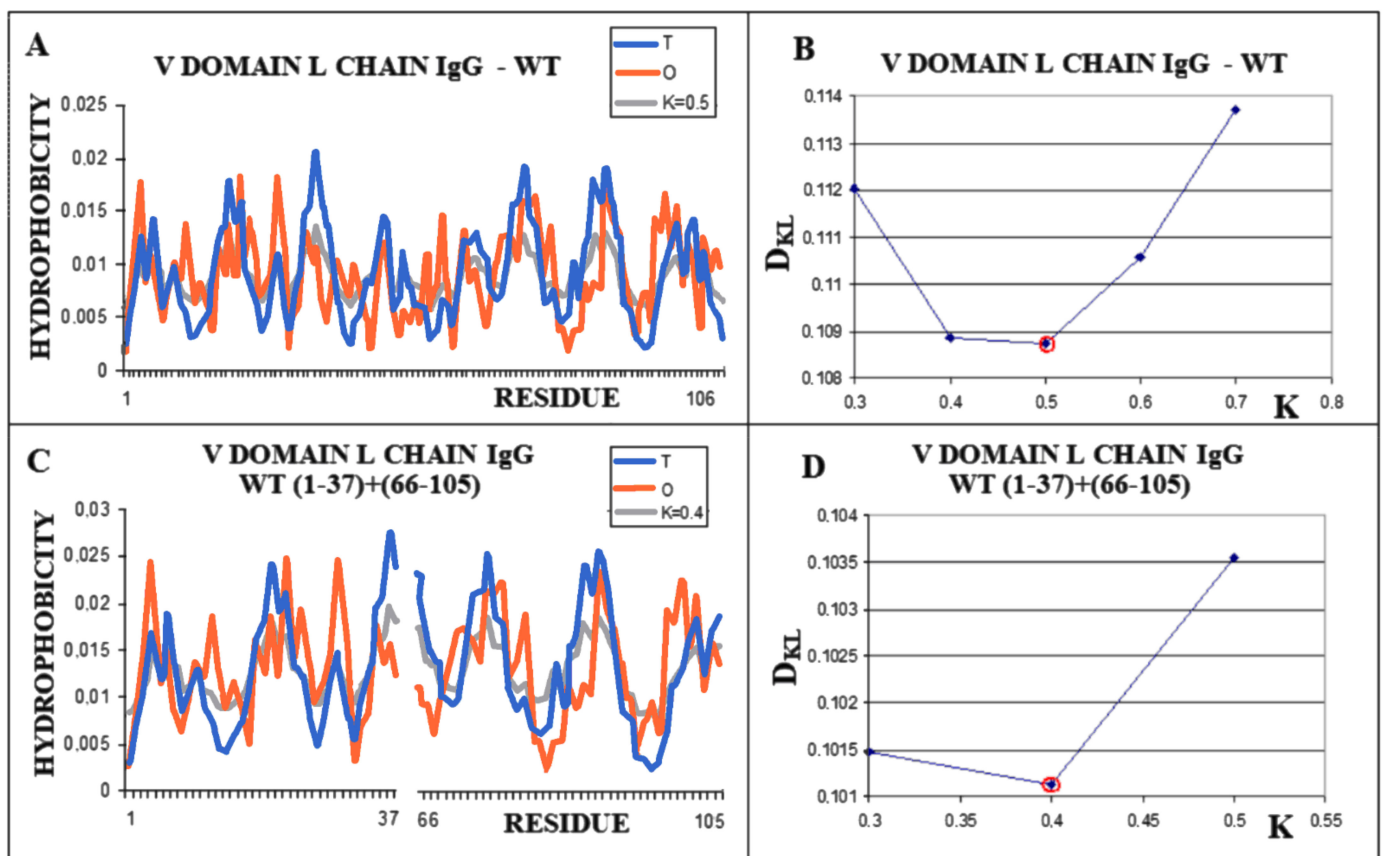 A
V DOMAIN L CHAIN IgG - WT
T
O
K=0.5
HYDROPHOBICITY
0.025
0.02
0.015
0.01
0.005
0
1
RESIDUE
106
B
V DOMAIN L CHAIN IgG - WT
DKL
0.114
0.113
0.112
0.111
0.11
0.109
0.108
0.3
0.4
0.5
0.6
0.7
K
0.8
C
V DOMAIN L CHAIN IgG
WT (1-37)+(66-105)
T
O
K=0.4
HYDROPHOBICITY
0.03
0.025
0.02
0.015
0.01
0.005
0
1
37
66
RESIDUE
105
D
V DOMAIN L CHAIN IgG
WT (1-37)+(66-105)
DKL
0.104
0.1035
0.103
0.1025
0.102
0.1015
0.101
0.3
0.35
0.4
0.45
0.5
K
0.55